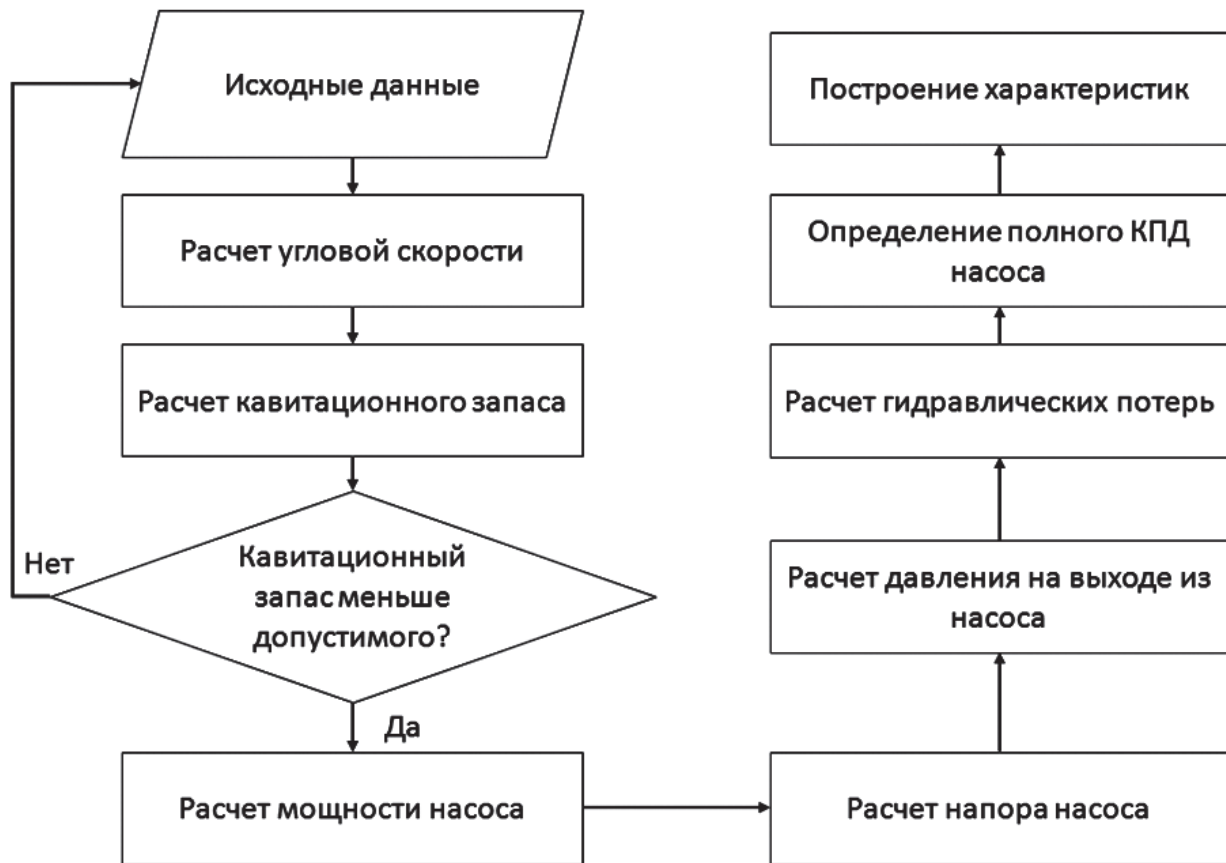 Исходные данные
Расчет угловой скорости
Расчет кавитационного запаса
Кавитационный
запас меньше
допустимого?
Нет
Да
Расчет мощности насоса
Расчет напора насоса
Расчет давления на выходе из
насоса
Расчет гидравлических потерь
Определение полного КПД
насоса
Построение характеристик